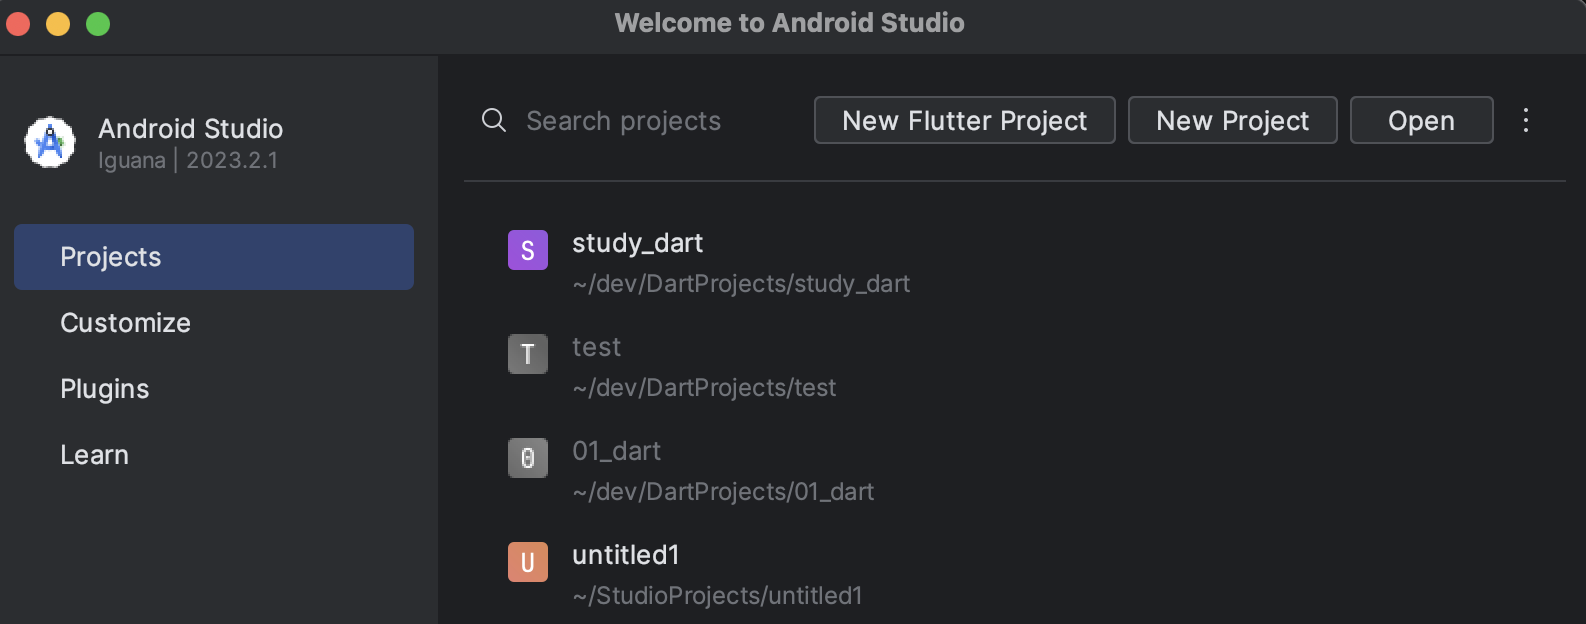 Welcome to Android Studio
Android Studio
Iguana | 2023.2.1
Search projects
New Flutter Project
New Project
Open
Projects
Customize
Plugins
Learn
S
study_dart
~/dev/DartProjects/study_dart
T
test
~/dev/DartProjects/test
0
01_dart
~/dev/DartProjects/01_dart
U
untitled1
~/StudioProjects/untitled1